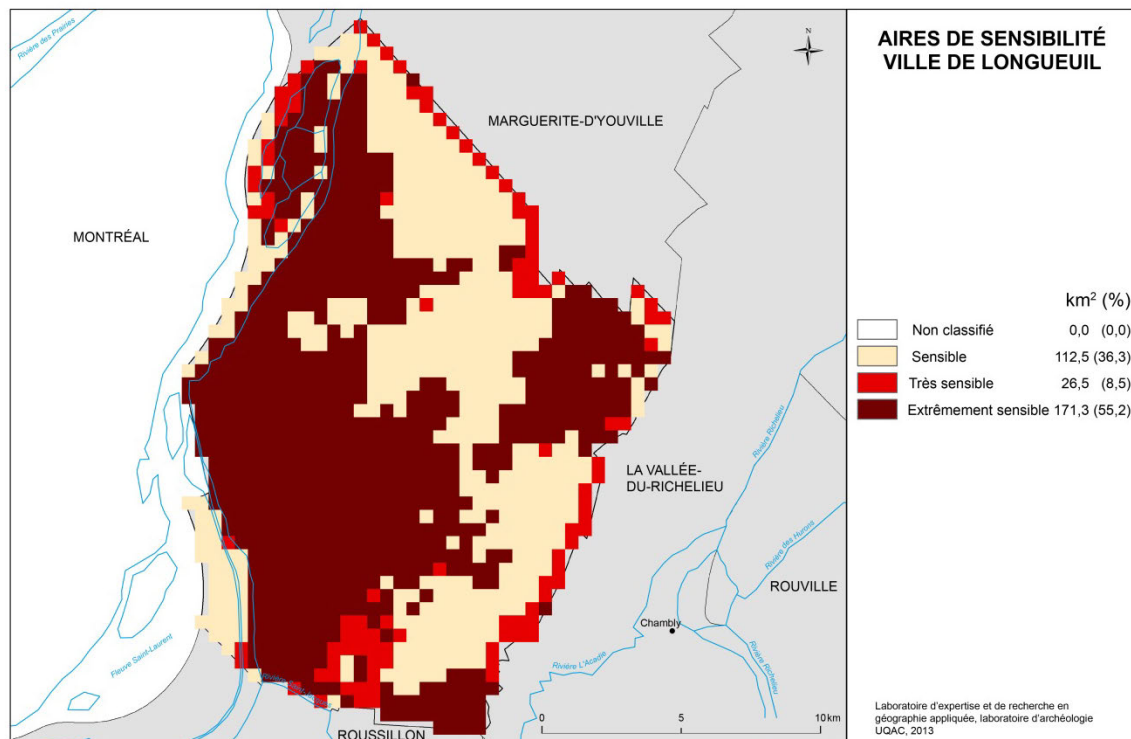 AIRES DE SENSIBILITÉ
VILLE DE LONGUEUIL
N
Rivière des Prairies
MARGUERITE-D'YOUVILLE
MONTRÉAL
km² (%)
Non classifié 0,0 (0,0)
Sensible 112,5 (36,3)
Très sensible 26,5 (8,5)
Extrêmement sensible 171,3 (55,2)
Rivière Richelieu
LA VALLÉE-
DU-RICHELIEU
Rivière des Hurons
ROUVILLE
Chambly
Fleuve Saint-Laurent
Rivière L'Acadie
Rivière Richelieu
ROUSSILLON
0 5 10 km
Laboratoire d'expertise et de recherche en
géographie appliquée, laboratoire d'archéologie
UQAC, 2013